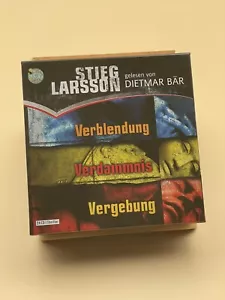 STIEG
LARSSON
gelesen von
DIETMAR BÄR
Verblendung
Verdammnis
Vergebung